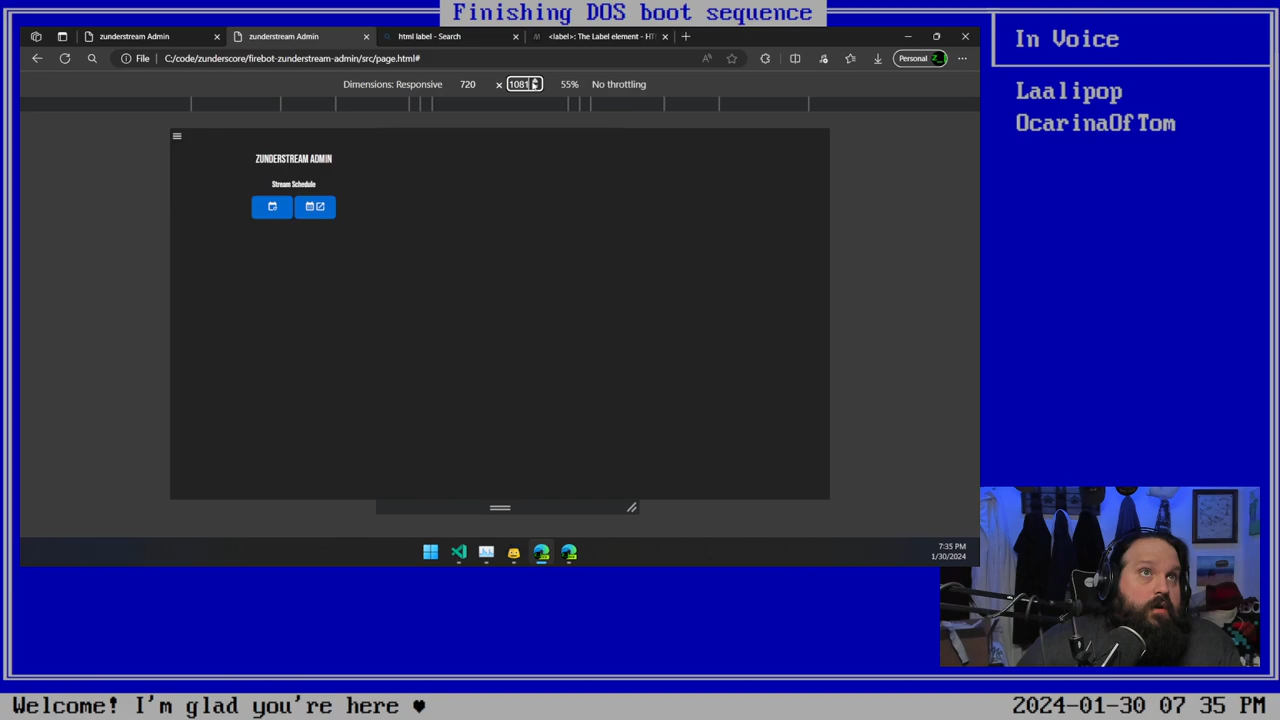 Finishing DOS boot sequence
In Voice
Laalipop
OcarinaOfTom
zunderstream Admin
zunderstream Admin
html label - Search
<label>: The Label element - HT
File
C:/code/zunderscore/firebot-zunderstream-admin/src/page.html#
Personal
Dimensions: Responsive 720 × 1081 55% No throttling
ZUNDERSTREAM ADMIN
Stream Schedule
7:35 PM
1/30/2024
Welcome! I'm glad you're here ♥
2024-01-30 07 35 PM